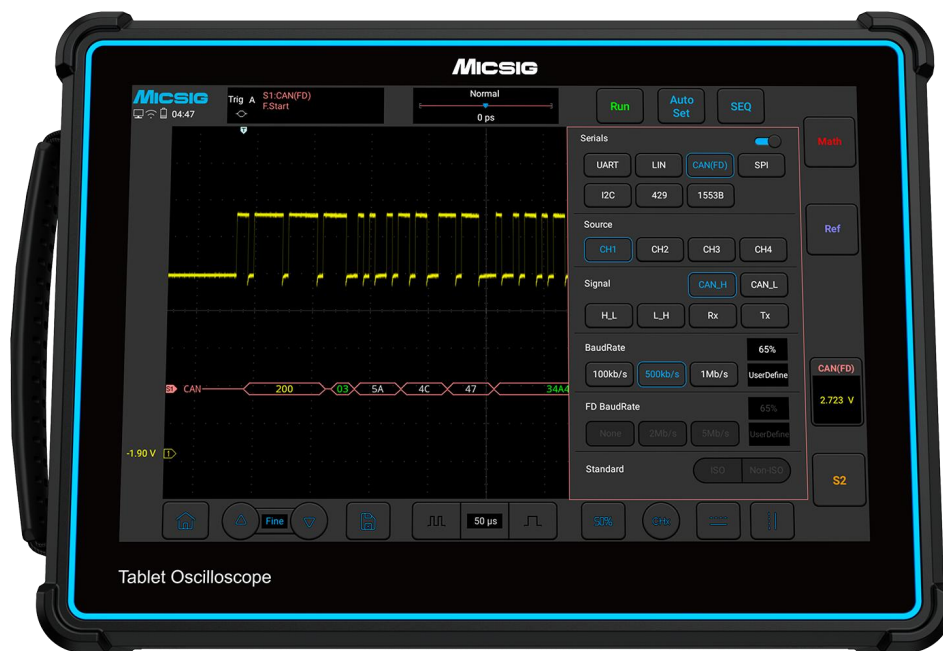 MICSIG
MICSIG
04:47
Trig A S1:CAN(FD)
F.Start
Normal
0 ps
Run
Auto
Set
SEQ
Math
Ref
CAN(FD)
2.723 V
S2
Serials
UART LIN CAN(FD) SPI
I2C 429 1553B
Source
CH1 CH2 CH3 CH4
Signal CAN_H CAN_L
H_L L_H Rx Tx
BaudRate 65%
100kb/s 500kb/s 1Mb/s UserDefine
FD BaudRate 65%
None 2Mb/s 5Mb/s UserDefine
Standard ISO Non-ISO
T
S1 CAN 200 03 5A 4C 47 34A4
-1.90 V 1
Fine
50 µs
50%
Tablet Oscilloscope